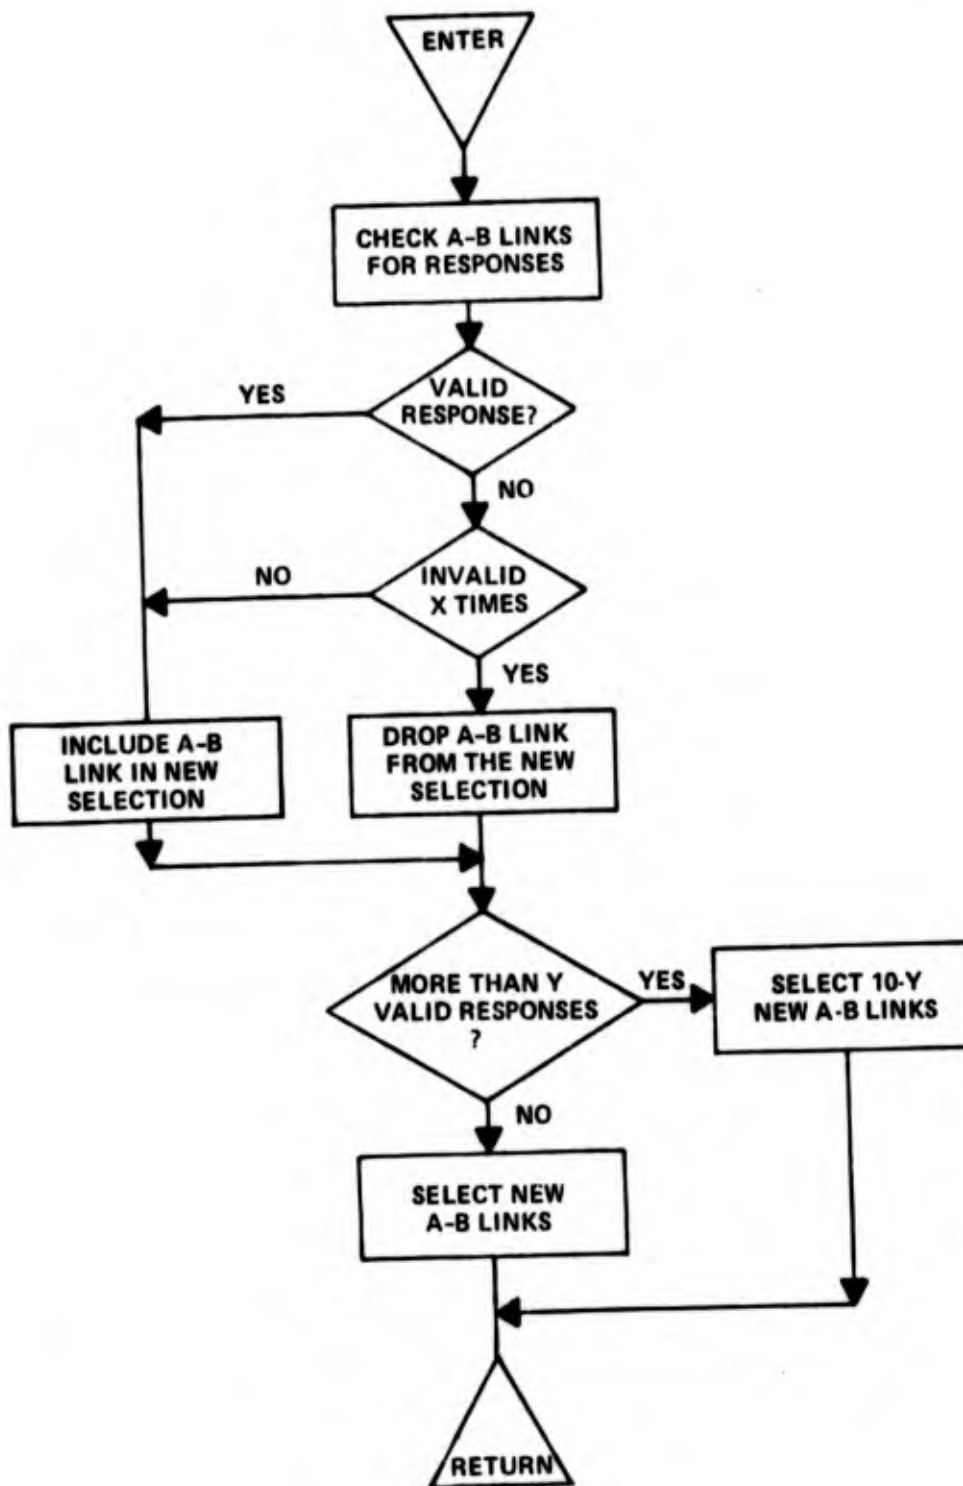 ENTER
CHECK A-B LINKS
FOR RESPONSES
VALID
RESPONSE?
YES
NO
INVALID
X TIMES
NO
YES
INCLUDE A-B
LINK IN NEW
SELECTION
DROP A-B LINK
FROM THE NEW
SELECTION
MORE THAN Y
VALID RESPONSES
?
YES
SELECT 10-Y
NEW A-B LINKS
NO
SELECT NEW
A-B LINKS
RETURN